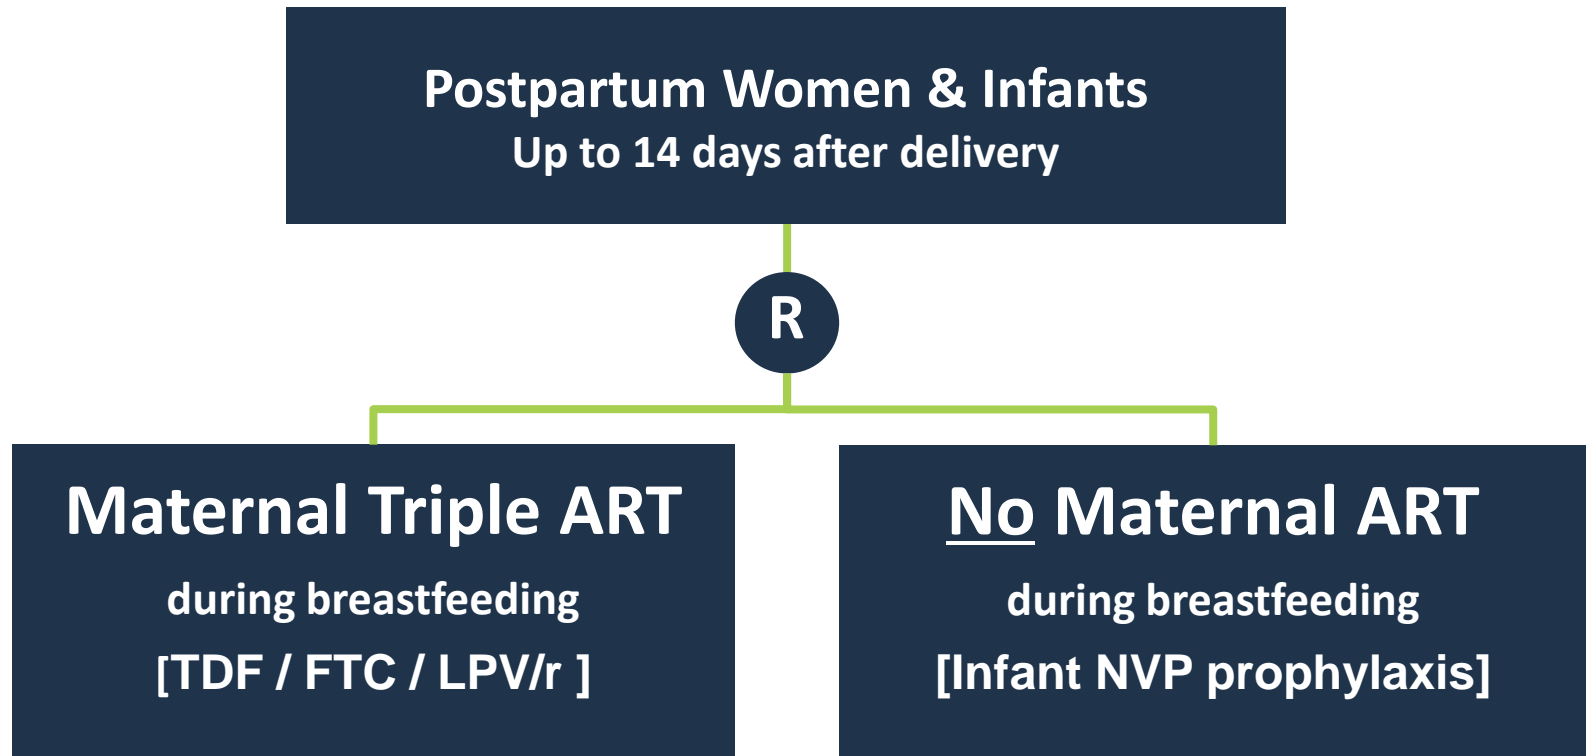 Postpartum Women & Infants
Up to 14 days after delivery
R
Maternal Triple ART
during breastfeeding
[TDF / FTC / LPV/r ]
No Maternal ART
during breastfeeding
[Infant NVP prophylaxis]